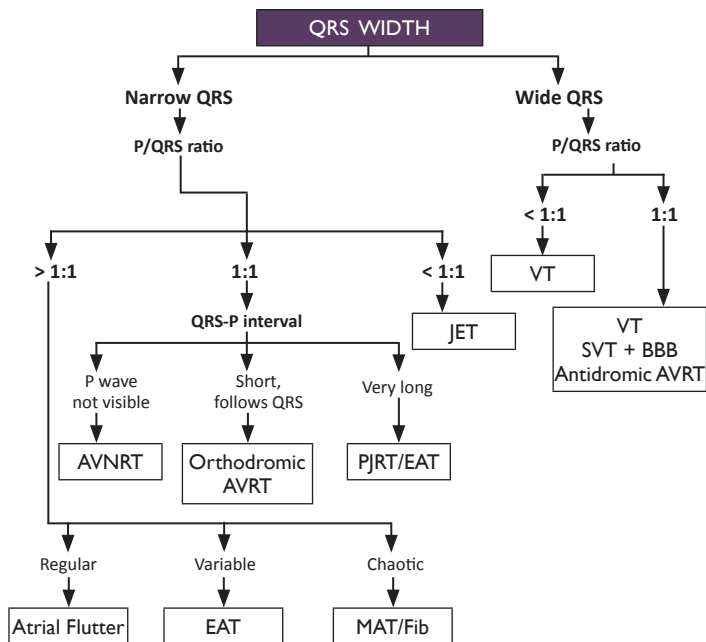 QRS WIDTH
Narrow QRS
Wide QRS
P/QRS ratio
P/QRS ratio
< 1:1
1:1
> 1:1
1:1
< 1:1
VT
QRS-P interval
JET
VT
SVT + BBB
Antidromic AVRT
P wave
not visible
Short,
follows QRS
Very long
AVNRT
Orthodromic
AVRT
PJRT/EAT
Regular
Variable
Chaotic
Atrial Flutter
EAT
MAT/Fib